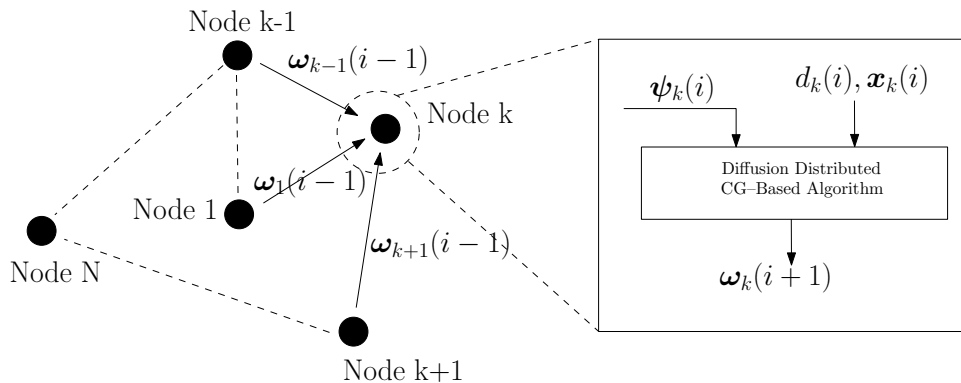 Node k-1
ω_{k−1}(i − 1)
Node k
ω_1(i−1)
Node 1
ω_{k+1}(i − 1)
Node N
Node k+1
ψ_k(i)
d_k(i), x_k(i)
Diffusion Distributed
CG–Based Algorithm
ω_k(i + 1)